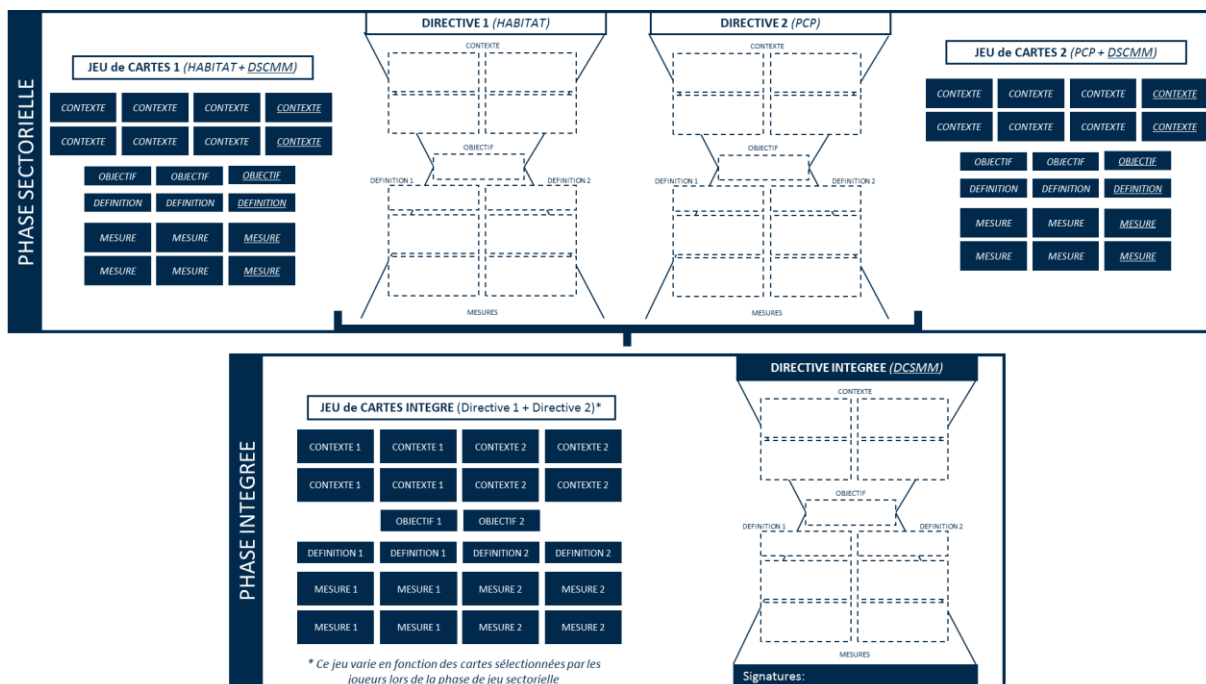 PHASE SECTORIELLE
JEU de CARTES 1 (HABITAT + DSCMM)
CONTEXTE CONTEXTE CONTEXTE CONTEXTE
CONTEXTE CONTEXTE CONTEXTE CONTEXTE
OBJECTIF OBJECTIF OBJECTIF
DEFINITION DEFINITION DEFINITION
MESURE MESURE MESURE
MESURE MESURE MESURE
DIRECTIVE 1 (HABITAT)
CONTEXTE
OBJECTIF
DEFINITION 1 DEFINITION 2
MESURES
DIRECTIVE 2 (PCP)
CONTEXTE
OBJECTIF
DEFINITION 1 DEFINITION 2
MESURES
JEU de CARTES 2 (PCP + DSCMM)
CONTEXTE CONTEXTE CONTEXTE CONTEXTE
CONTEXTE CONTEXTE CONTEXTE CONTEXTE
OBJECTIF OBJECTIF OBJECTIF
DEFINITION DEFINITION DEFINITION
MESURE MESURE MESURE
MESURE MESURE MESURE
PHASE INTEGREE
JEU de CARTES INTEGRE (Directive 1 + Directive 2)*
CONTEXTE 1 CONTEXTE 1 CONTEXTE 2 CONTEXTE 2
CONTEXTE 1 CONTEXTE 1 CONTEXTE 2 CONTEXTE 2
OBJECTIF 1 OBJECTIF 2
DEFINITION 1 DEFINITION 1 DEFINITION 2 DEFINITION 2
MESURE 1 MESURE 1 MESURE 2 MESURE 2
MESURE 1 MESURE 1 MESURE 2 MESURE 2
* Ce jeu varie en fonction des cartes sélectionnées par les
joueurs lors de la phase de jeu sectorielle
DIRECTIVE INTEGREE (DCSMM)
CONTEXTE
OBJECTIF
DEFINITION 1 DEFINITION 2
MESURES
Signatures: